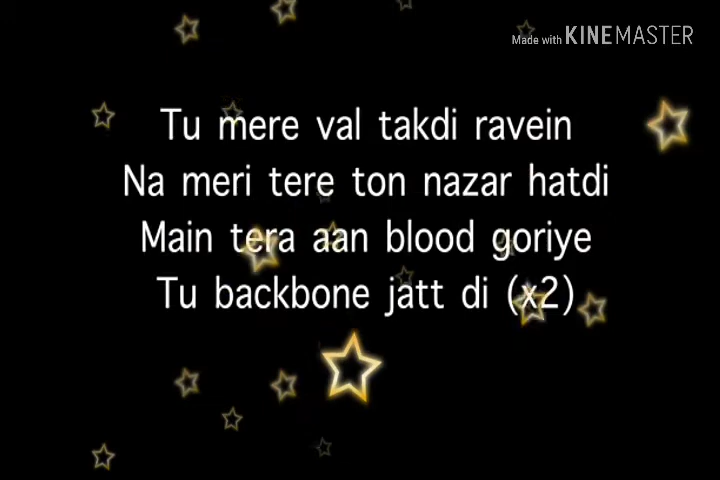 Made with KINEMASTER
Tu mere val takdi ravein
Na meri tere ton nazar hatdi
Main tera aan blood goriye
Tu backbone jatt di (x2)